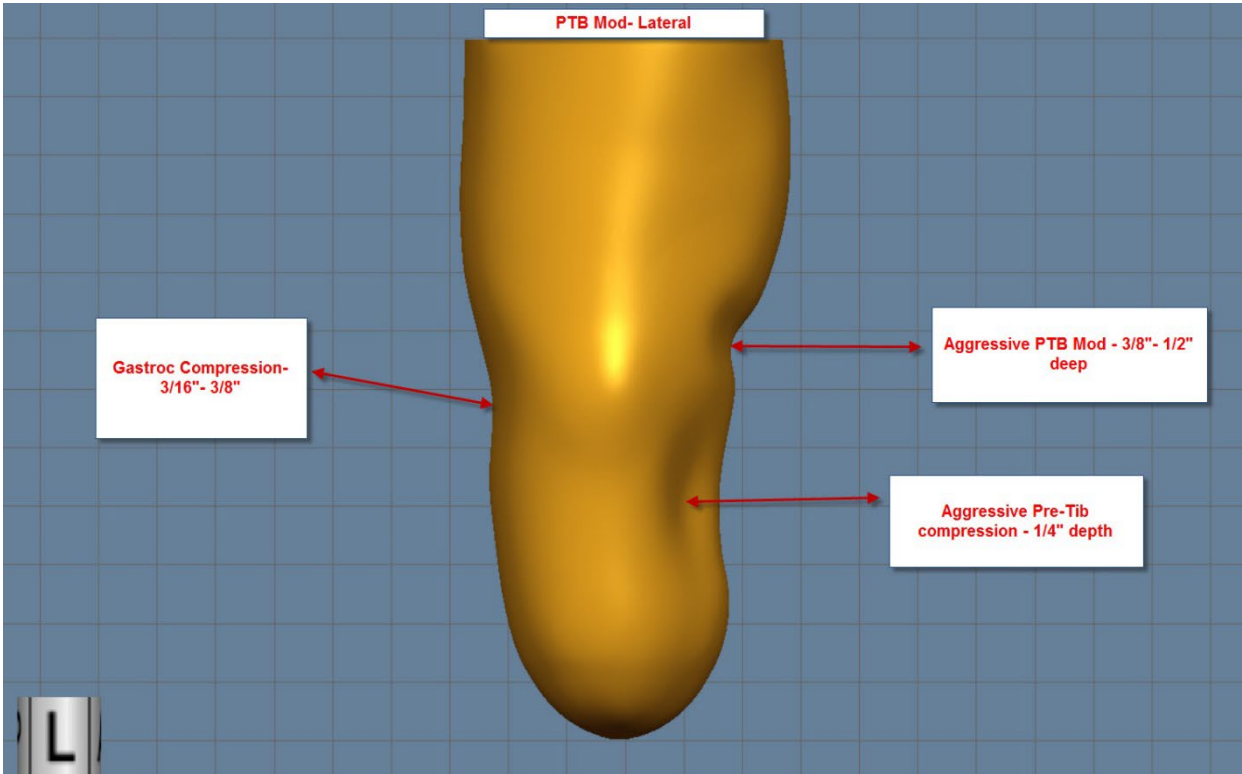 PTB Mod- Lateral
Gastroc Compression-
3/16"- 3/8"
Aggressive PTB Mod - 3/8"- 1/2"
deep
Aggressive Pre-Tib
compression - 1/4" depth
L